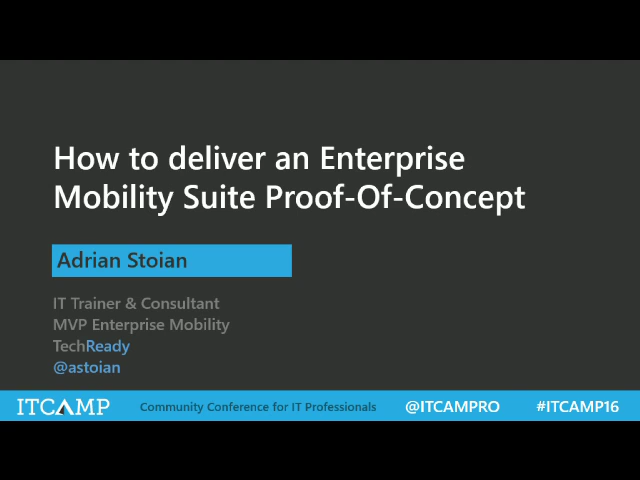 How to deliver an Enterprise
Mobility Suite Proof-Of-Concept
Adrian Stoian
IT Trainer & Consultant
MVP Enterprise Mobility
TechReady
@astoian
ITCAMP Community Conference for IT Professionals @ITCAMPRO #ITCAMP16